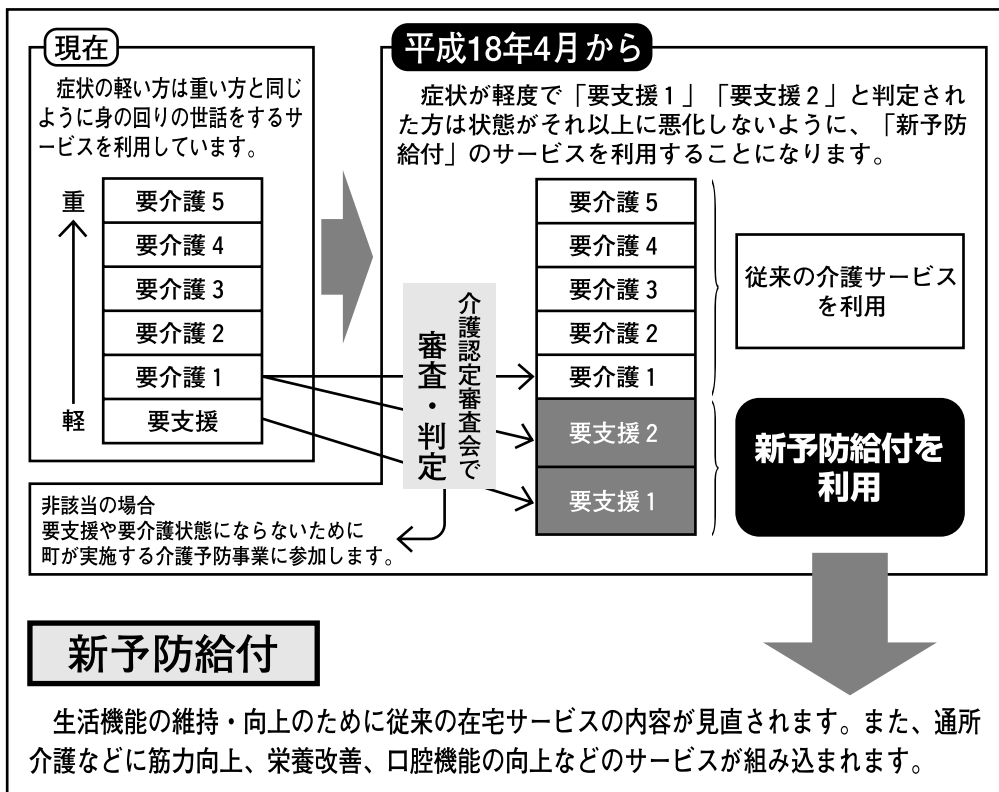 現在
症状の軽い方は重い方と同じ
ように身の回りの世話をするサ
ービスを利用しています。
重
軽
要介護５
要介護４
要介護３
要介護２
要介護１
要支援
平成18年4月から
症状が軽度で「要支援１」「要支援２」と判定され
た方は状態がそれ以上に悪化しないように、「新予防
給付」のサービスを利用することになります。
介護認定審査会で
審査・判定
要介護５
要介護４
要介護３
要介護２
要介護１
要支援２
要支援１
従来の介護サービス
を利用
新予防給付を
利用
非該当の場合
要支援や要介護状態にならないために
町が実施する介護予防事業に参加します。
新予防給付
生活機能の維持・向上のために従来の在宅サービスの内容が見直されます。また、通所
介護などに筋力向上、栄養改善、口腔機能の向上などのサービスが組み込まれます。